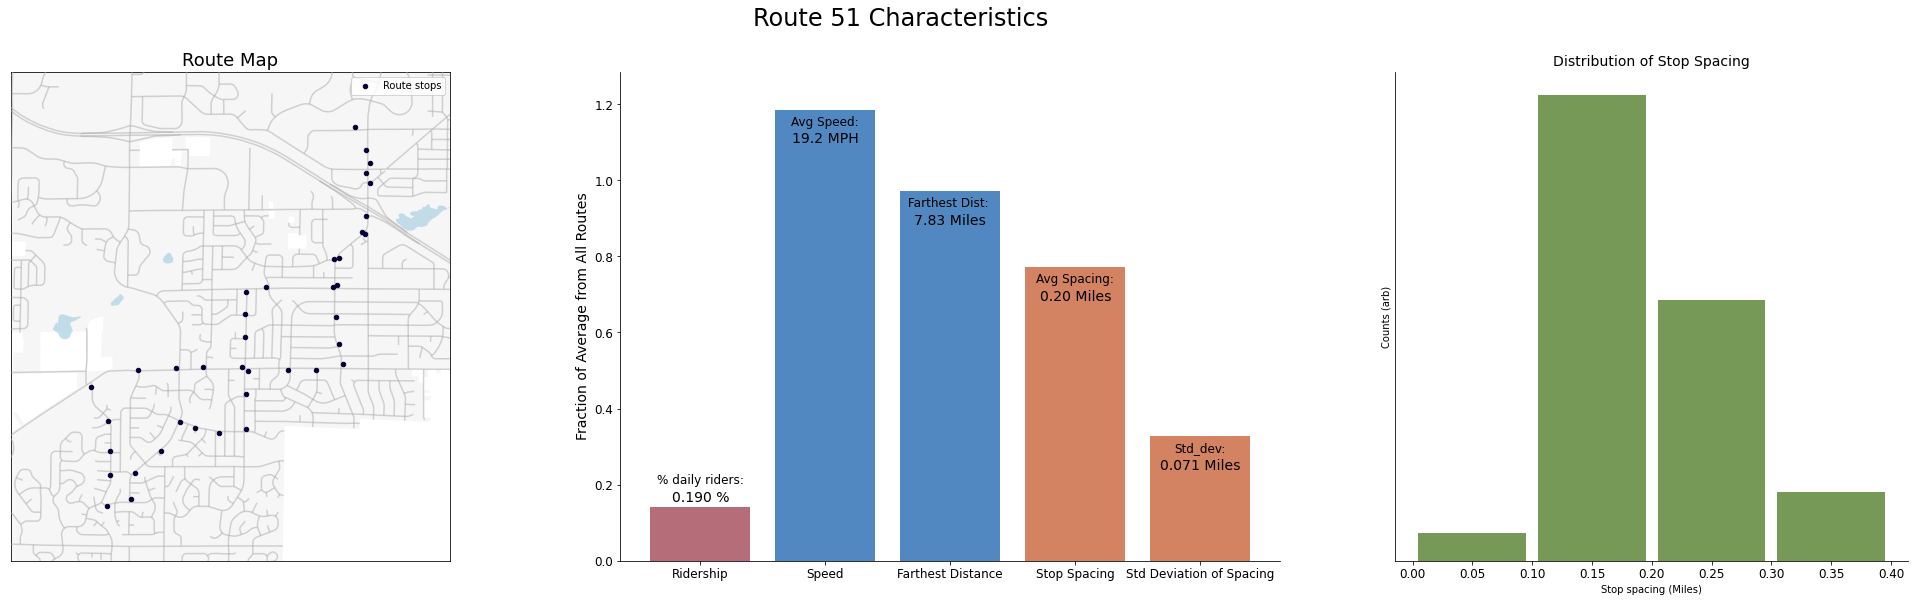 Route 51 Characteristics
Route Map
Route stops
Fraction of Average from All Routes
1.2
1.0
0.8
0.6
0.4
0.2
0.0
% daily riders:
0.190 %
Avg Speed:
19.2 MPH
Farthest Dist:
7.83 Miles
Avg Spacing:
0.20 Miles
Std_dev:
0.071 Miles
Ridership
Speed
Farthest Distance
Stop Spacing
Std Deviation of Spacing
Distribution of Stop Spacing
Counts (arb)
0.00 0.05 0.10 0.15 0.20 0.25 0.30 0.35 0.40
Stop spacing (Miles)